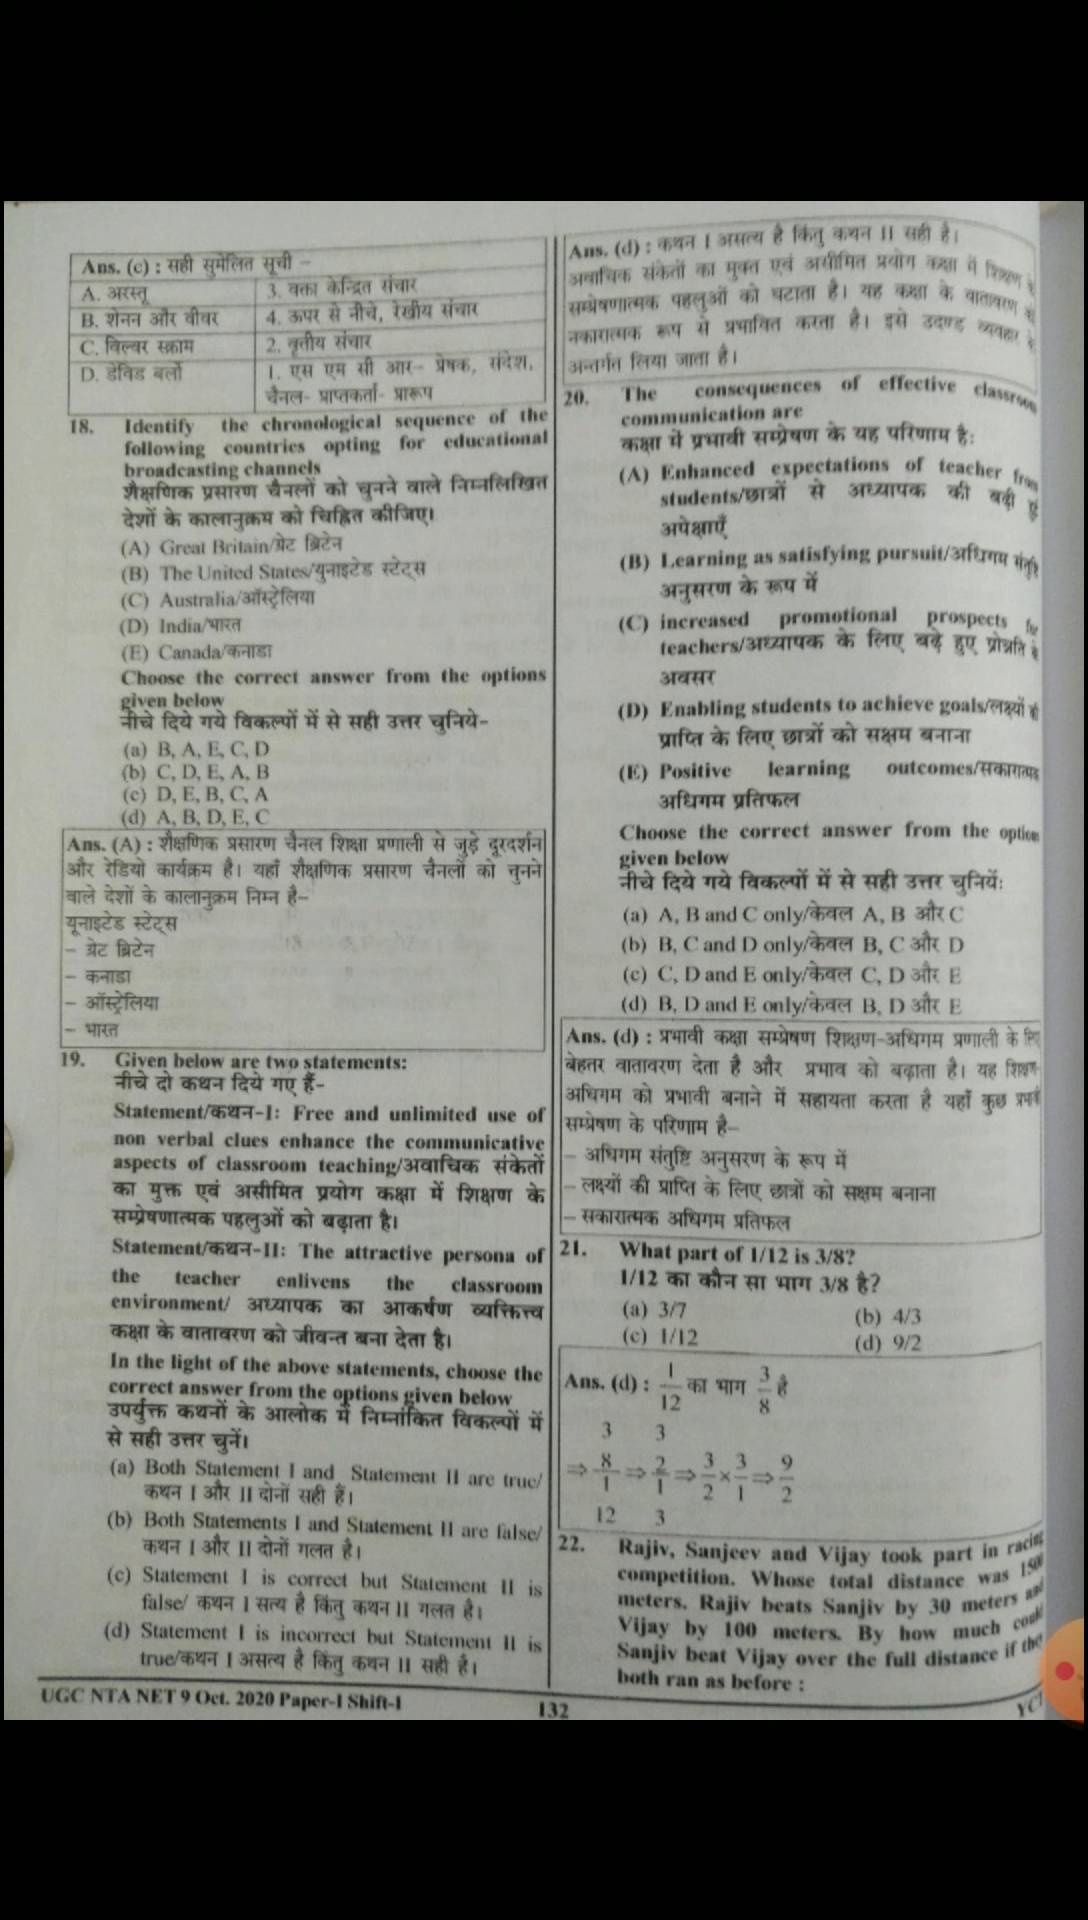 Ans. (c) : सही सुमेलित सूची –
A. अरस्तू 3. वक्ता केन्द्रित संचार
B. शेनन और वीवर 4. ऊपर से नीचे, रेखीय संचार
C. विल्वर स्क्राम 2. वृत्तीय संचार
D. डेविड बर्लो 1. एस एम सी आर– प्रेषक, संदेश,
चैनल- प्राप्तकर्ता- प्रारूप
18. Identify the chronological sequence of the
following countries opting for educational
broadcasting channels
शैक्षणिक प्रसारण चैनलों को चुनने वाले निम्नलिखित
देशों के कालानुक्रम को चिह्नित कीजिए।
(A) Great Britain/ग्रेट ब्रिटेन
(B) The United States/युनाइटेड स्टेट्स
(C) Australia/ऑस्ट्रेलिया
(D) India/भारत
(E) Canada/कनाडा
Choose the correct answer from the options
given below
नीचे दिये गये विकल्पों में से सही उत्तर चुनिये-
(a) B, A, E, C, D
(b) C, D, E, A, B
(c) D, E, B, C, A
(d) A, B, D, E, C
Ans. (A) : शैक्षणिक प्रसारण चैनल शिक्षा प्रणाली से जुड़े दूरदर्शन
और रेडियो कार्यक्रम है। यहाँ शैक्षणिक प्रसारण चैनलों को चुनने
वाले देशों के कालानुक्रम निम्न है–
यूनाइटेड स्टेट्स
– ग्रेट ब्रिटेन
– कनाडा
– ऑस्ट्रेलिया
– भारत
19. Given below are two statements:
नीचे दो कथन दिये गए हैं-
Statement/कथन-I: Free and unlimited use of
non verbal clues enhance the communicative
aspects of classroom teaching/अवाचिक संकेतों
का मुक्त एवं असीमित प्रयोग कक्षा में शिक्षण के
सम्प्रेषणात्मक पहलुओं को बढ़ाता है।
Statement/कथन-II: The attractive persona of
the teacher enlivens the classroom
environment/ अध्यापक का आकर्षण व्यक्तित्त्व
कक्षा के वातावरण को जीवन्त बना देता है।
In the light of the above statements, choose the
correct answer from the options given below
उपर्युक्त कथनों के आलोक में निम्नांकित विकल्पों में
से सही उत्तर चुनें।
(a) Both Statement I and Statement II are true/
कथन I और II दोनों सही हैं।
(b) Both Statements I and Statement II are false/
कथन I और II दोनों गलत है।
(c) Statement I is correct but Statement II is
false/ कथन I सत्य है किंतु कथन II गलत है।
(d) Statement I is incorrect but Statement II is
true/कथन I असत्य है किंतु कथन II सही है।
Ans. (d) : कथन I असत्य है किंतु कथन II सही है।
अवाचिक संकेतों का मुक्त एवं असीमित प्रयोग कक्षा में शिक्षण के
सम्प्रेषणात्मक पहलुओं को घटाता है। यह कक्षा के वातावरण को
नकारात्मक रूप से प्रभावित करता है। इसे उदण्ड व्यवहार के
अन्तर्गत लिया जाता है।
20. The consequences of effective classroom
communication are
कक्षा में प्रभावी सम्प्रेषण के यह परिणाम है:
(A) Enhanced expectations of teacher from
students/छात्रों से अध्यापक की बढ़ी हुई
अपेक्षाएँ
(B) Learning as satisfying pursuit/अधिगम संतुष्टि
अनुसरण के रूप में
(C) increased promotional prospects for
teachers/अध्यापक के लिए बढ़े हुए प्रोन्नति के
अवसर
(D) Enabling students to achieve goals/लक्ष्यों की
प्राप्ति के लिए छात्रों को सक्षम बनाना
(E) Positive learning outcomes/सकारात्मक
अधिगम प्रतिफल
Choose the correct answer from the option
given below
नीचे दिये गये विकल्पों में से सही उत्तर चुनियें:
(a) A, B and C only/केवल A, B और C
(b) B, C and D only/केवल B, C और D
(c) C, D and E only/केवल C, D और E
(d) B, D and E only/केवल B, D और E
Ans. (d) : प्रभावी कक्षा सम्प्रेषण शिक्षण-अधिगम प्रणाली के लिए
बेहतर वातावरण देता है और प्रभाव को बढ़ाता है। यह शिक्षण-
अधिगम को प्रभावी बनाने में सहायता करता है यहाँ कुछ प्रभावी
सम्प्रेषण के परिणाम है–
– अधिगम संतुष्टि अनुसरण के रूप में
– लक्ष्यों की प्राप्ति के लिए छात्रों को सक्षम बनाना
– सकारात्मक अधिगम प्रतिफल
21. What part of 1/12 is 3/8?
1/12 का कौन सा भाग 3/8 है?
(a) 3/7 (b) 4/3
(c) 1/12 (d) 9/2
Ans. (d) : 1/12 का भाग 3/8 है
3 3
⇒ 8/1 ⇒ 2/1 ⇒ 3/2 × 3/1 ⇒ 9/2
12 3
22. Rajiv, Sanjeev and Vijay took part in racing
competition. Whose total distance was 1500
meters. Rajiv beats Sanjiv by 30 meters and
Vijay by 100 meters. By how much could
Sanjiv beat Vijay over the full distance if the
both ran as before :
UGC NTA NET 9 Oct. 2020 Paper-I Shift-I 132 YCT